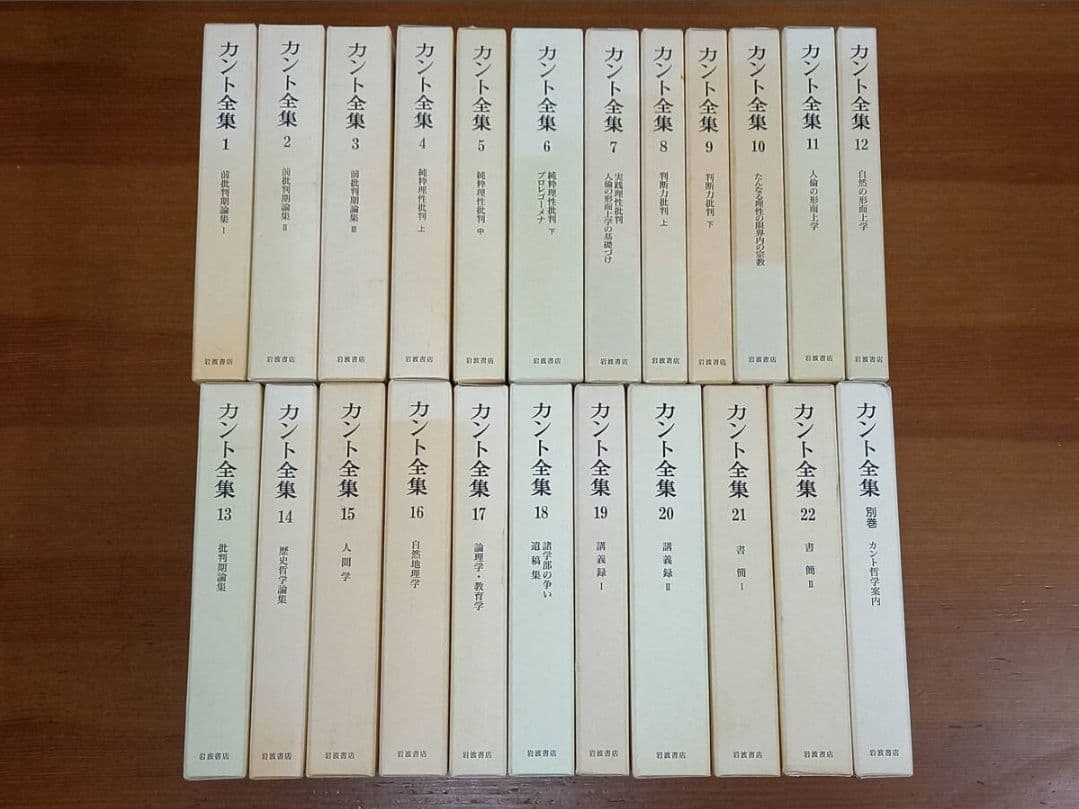 カント全集
1
前批判期論集 I
岩波書店
カント全集
2
前批判期論集 II
岩波書店
カント全集
3
前批判期論集 III
岩波書店
カント全集
4
純粋理性批判 上
岩波書店
カント全集
5
純粋理性批判 中
岩波書店
カント全集
6
純粋理性批判 下
プロレゴーメナ
岩波書店
カント全集
7
実践理性批判
人倫の形而上学の基礎づけ
岩波書店
カント全集
8
判断力批判 上
岩波書店
カント全集
9
判断力批判 下
岩波書店
カント全集
10
たんなる理性の限界内の宗教
岩波書店
カント全集
11
人倫の形而上学
岩波書店
カント全集
12
自然の形而上学
岩波書店
カント全集
13
批判期論集
岩波書店
カント全集
14
歴史哲学論集
岩波書店
カント全集
15
人間学
岩波書店
カント全集
16
自然地理学
岩波書店
カント全集
17
論理学・教育学
岩波書店
カント全集
18
諸学部の争い
遺稿集
岩波書店
カント全集
19
講義録 I
岩波書店
カント全集
20
講義録 II
岩波書店
カント全集
21
書簡 I
岩波書店
カント全集
22
書簡 II
岩波書店
カント全集
別巻
カント哲学案内
岩波書店